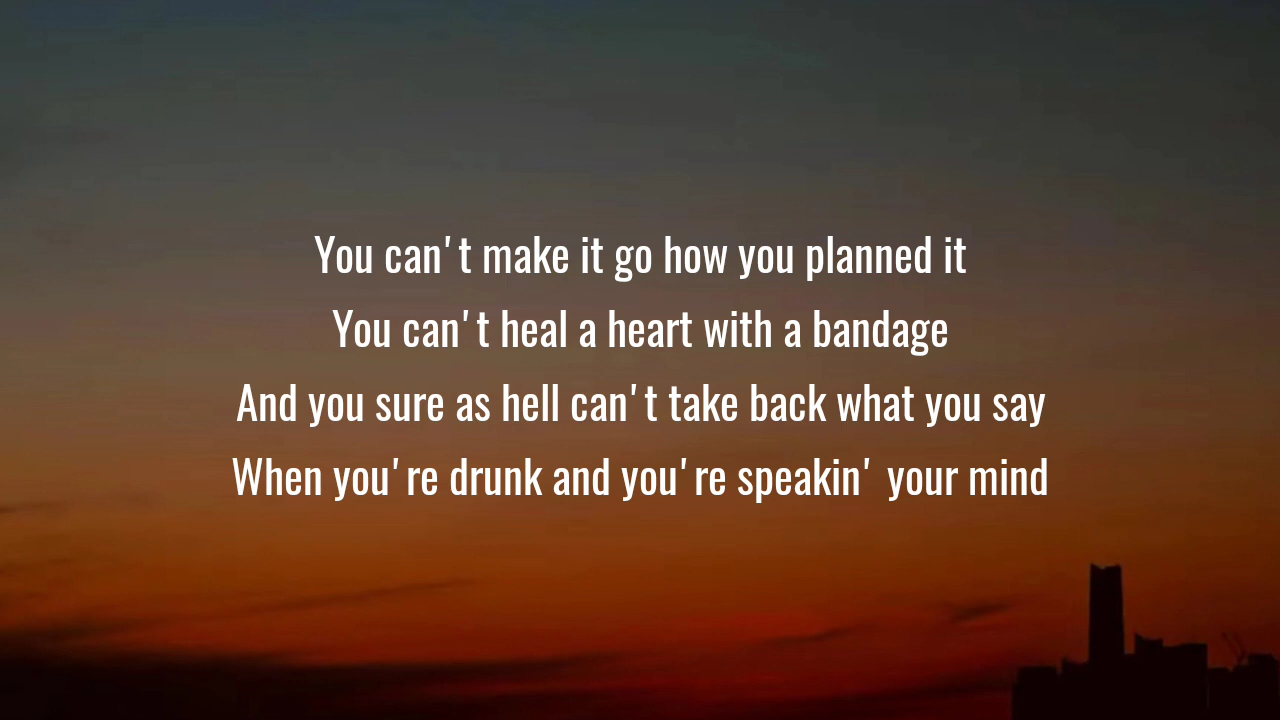 You can't make it go how you planned it
You can't heal a heart with a bandage
And you sure as hell can't take back what you say
When you're drunk and you're speakin' your mind